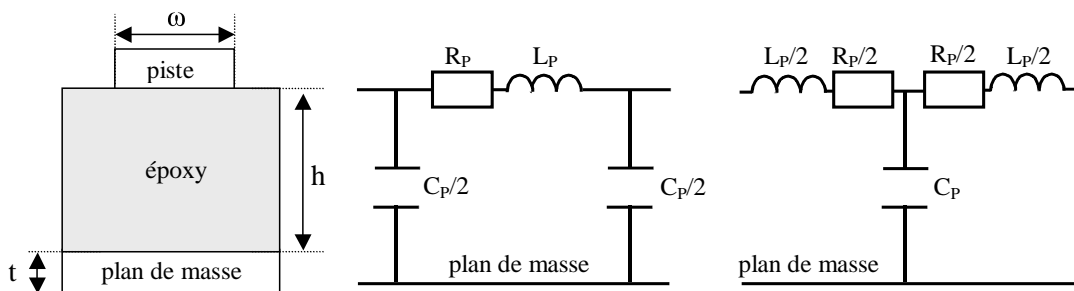 ω
piste
époxy
h
t
plan de masse
R_P
L_P
C_P/2
C_P/2
plan de masse
L_P/2
R_P/2
R_P/2
L_P/2
C_P
plan de masse